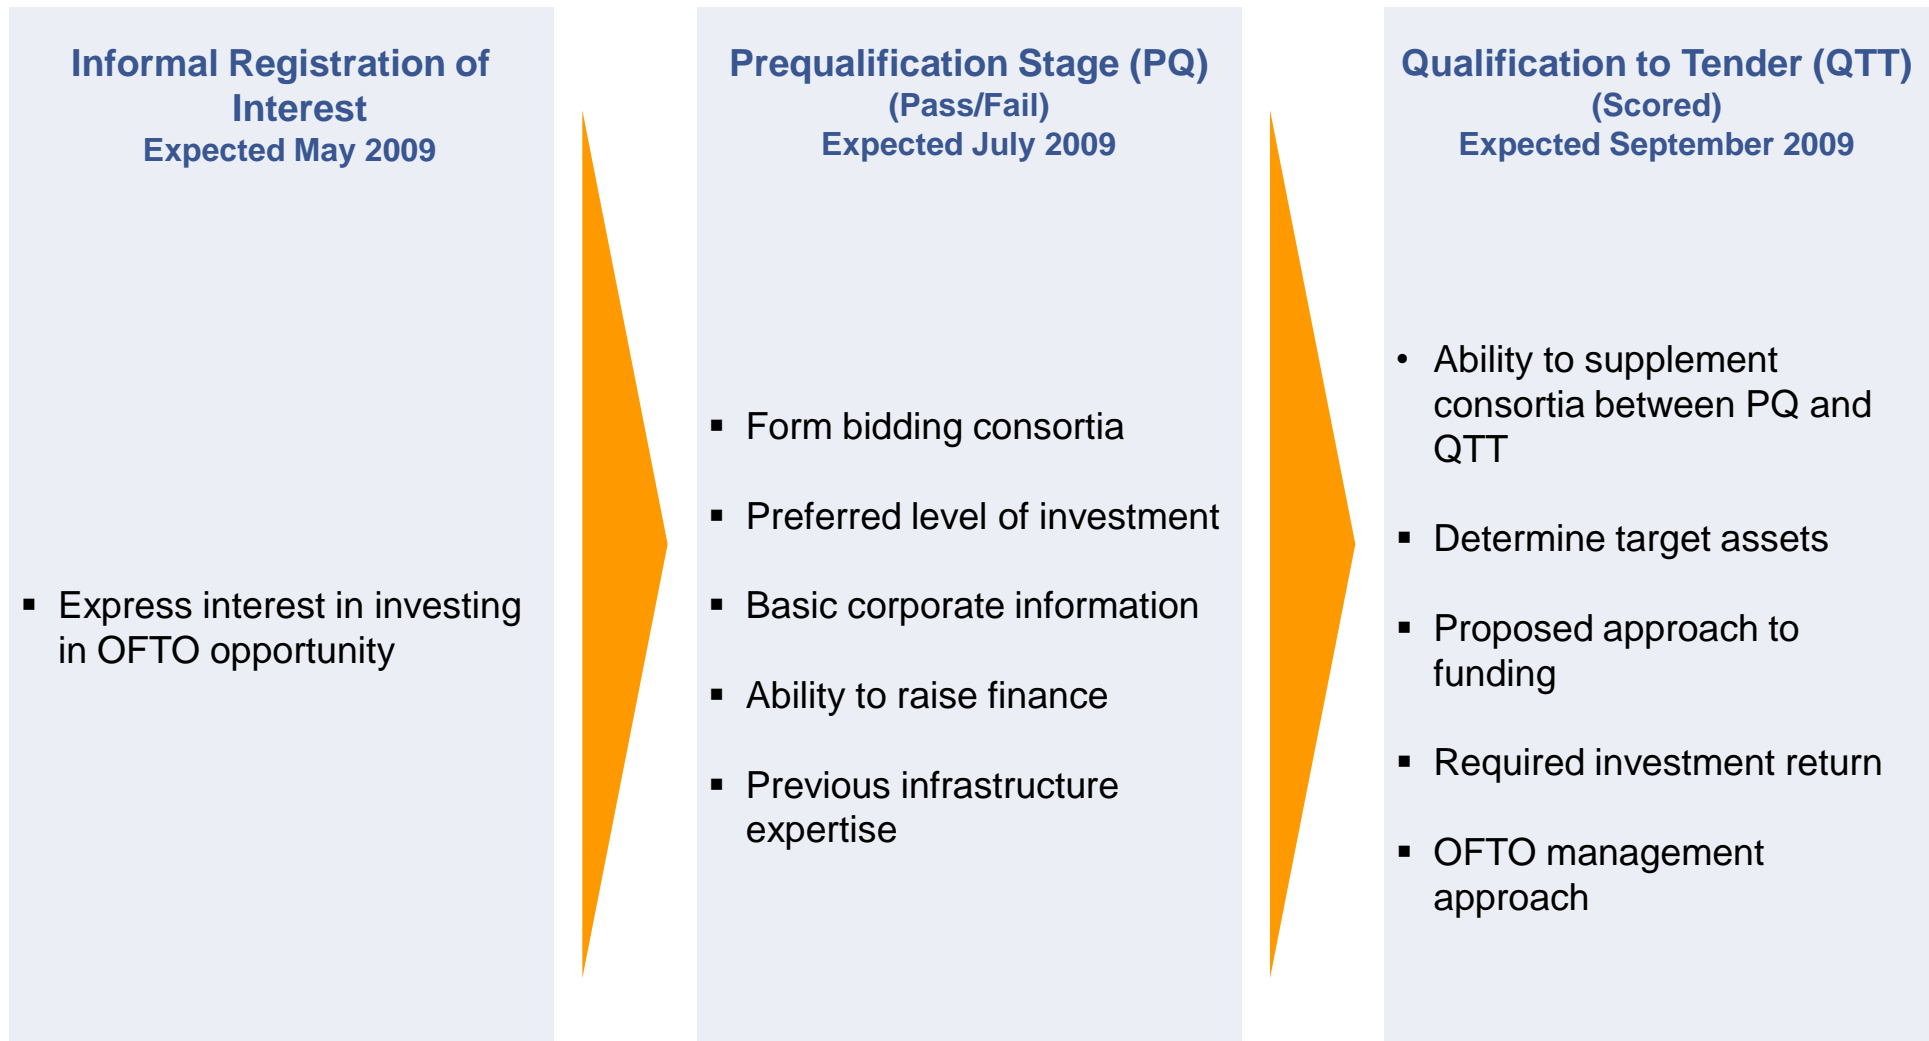 Informal Registration of
Interest
Expected May 2009
▪ Express interest in investing
in OFTO opportunity
Prequalification Stage (PQ)
(Pass/Fail)
Expected July 2009
▪ Form bidding consortia
▪ Preferred level of investment
▪ Basic corporate information
▪ Ability to raise finance
▪ Previous infrastructure
expertise
Qualification to Tender (QTT)
(Scored)
Expected September 2009
• Ability to supplement
consortia between PQ and
QTT
▪ Determine target assets
▪ Proposed approach to
funding
▪ Required investment return
▪ OFTO management
approach